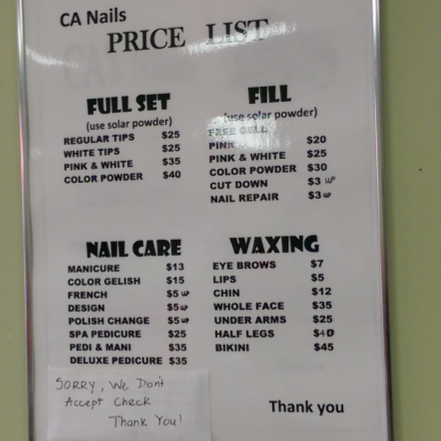 CA Nails
PRICE LIST
FULL SET
(use solar powder)
REGULAR TIPS $25
WHITE TIPS $25
PINK & WHITE $35
COLOR POWDER $40
FILL
(use solar powder)
FREE GELL
PINK $20
PINK & WHITE $25
COLOR POWDER $30
CUT DOWN $3 UP
NAIL REPAIR $3 UP
NAIL CARE
MANICURE $13
COLOR GELISH $15
FRENCH $5 UP
DESIGN $5 UP
POLISH CHANGE $5 UP
SPA PEDICURE $25
PEDI & MANI $35
DELUXE PEDICURE $35
WAXING
EYE BROWS $7
LIPS $5
CHIN $12
WHOLE FACE $35
UNDER ARMS $25
HALF LEGS $40
BIKINI $45
SORRY, We Don't
Accept Check
Thank You!
Thank you